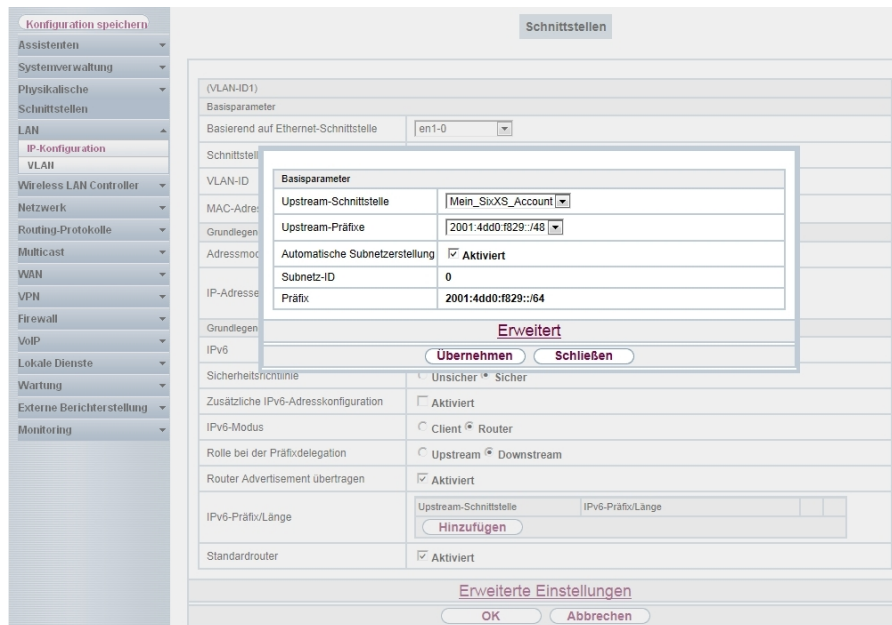 Konfiguration speichern
Assistenten
Systemverwaltung
Physikalische
Schnittstellen
LAN
IP-Konfiguration
VLAN
Wireless LAN Controller
Netzwerk
Routing-Protokolle
Multicast
WAN
VPN
Firewall
VoIP
Lokale Dienste
Wartung
Externe Berichterstellung
Monitoring
Schnittstellen
(VLAN-ID1)
Basisparameter
Basierend auf Ethernet-Schnittstelle en1-0
Schnittstell
VLAN-ID
MAC-Adres
Grundlegen
Adressmod
IP-Adresse
Grundlegen
IPv6
Basisparameter
Upstream-Schnittstelle Mein_SixXS_Account
Upstream-Präfixe 2001:4dd0:f829::/48
Automatische Subnetzerstellung Aktiviert
Subnetz-ID 0
Präfix 2001:4dd0:f829::/64
Erweitert
Übernehmen Schließen
Sicherheitsrichtlinie Unsicher Sicher
Zusätzliche IPv6-Adresskonfiguration Aktiviert
IPv6-Modus Client Router
Rolle bei der Präfixdelegation Upstream Downstream
Router Advertisement übertragen Aktiviert
IPv6-Präfix/Länge
Upstream-Schnittstelle IPv6-Präfix/Länge
Hinzufügen
Standardrouter Aktiviert
Erweiterte Einstellungen
OK Abbrechen